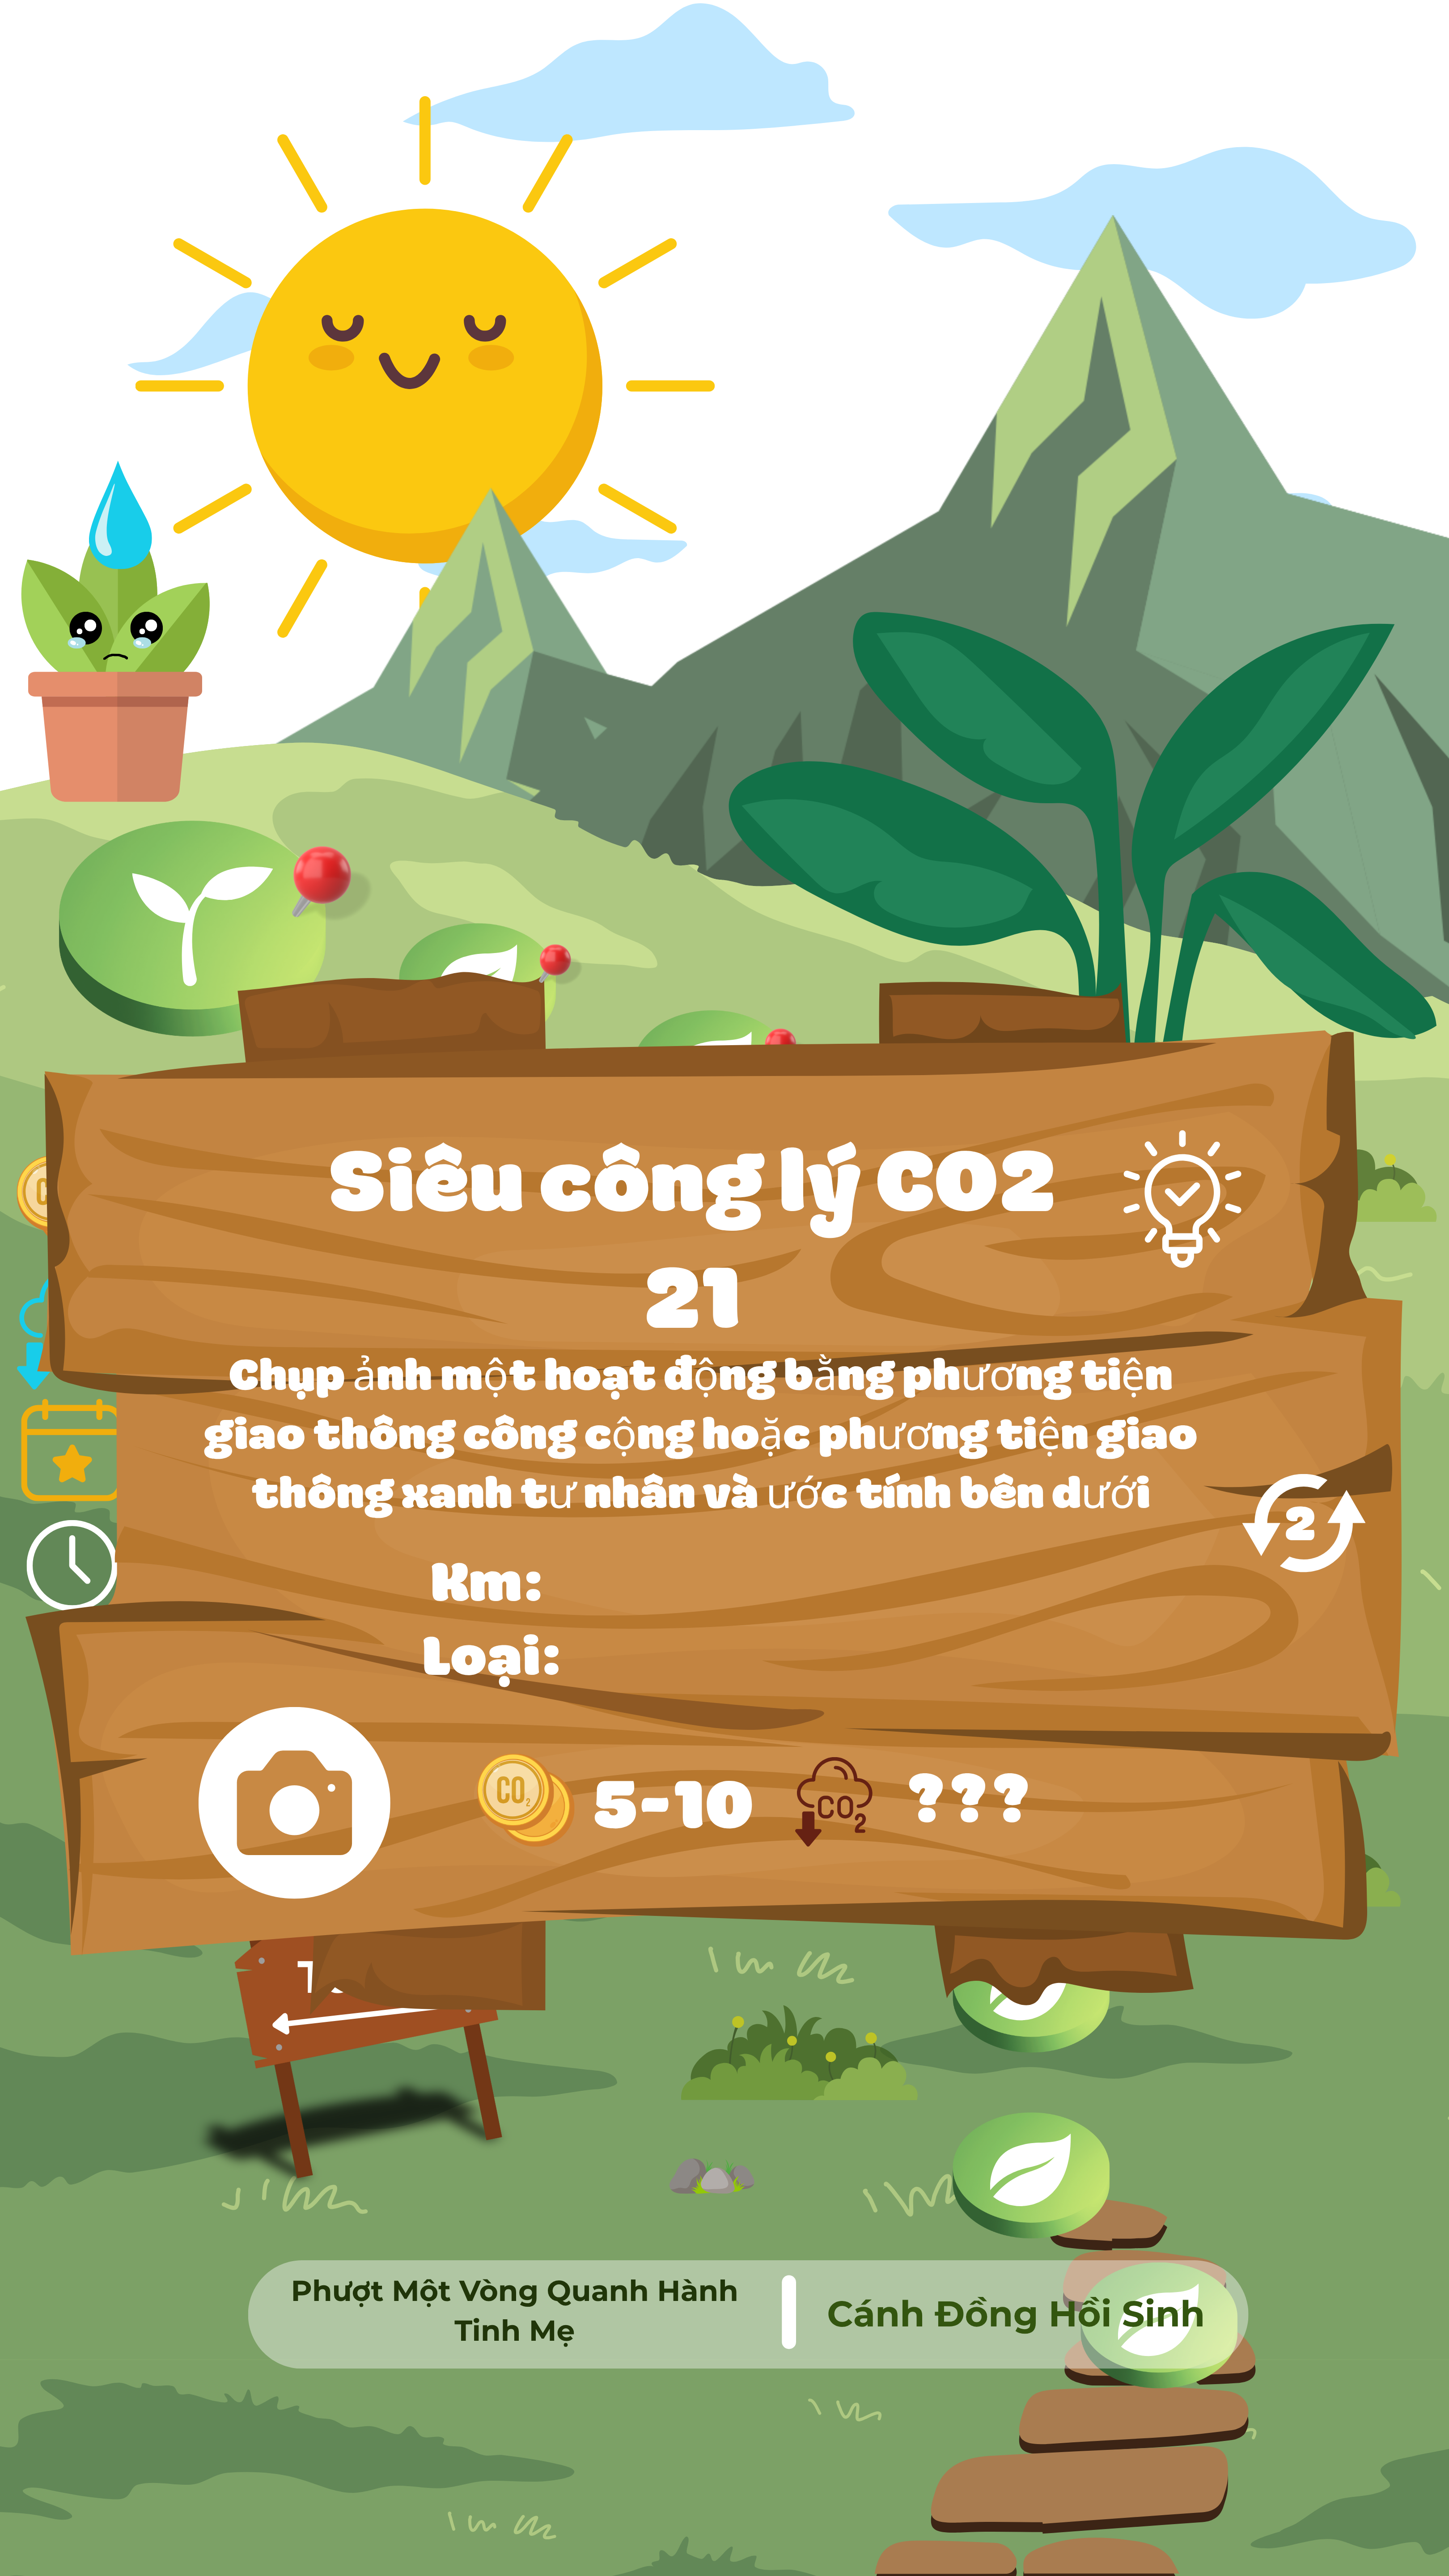 Siêu công lý CO2
21
Chụp ảnh một hoạt động bằng phương tiện
giao thông công cộng hoặc phương tiện giao
thông xanh tư nhân và ước tính bên dưới
2
Km:
Loại:
CO₂
5-10
CO₂
???
Phượt Một Vòng Quanh Hành
Tinh Mẹ
Cánh Đồng Hồi Sinh